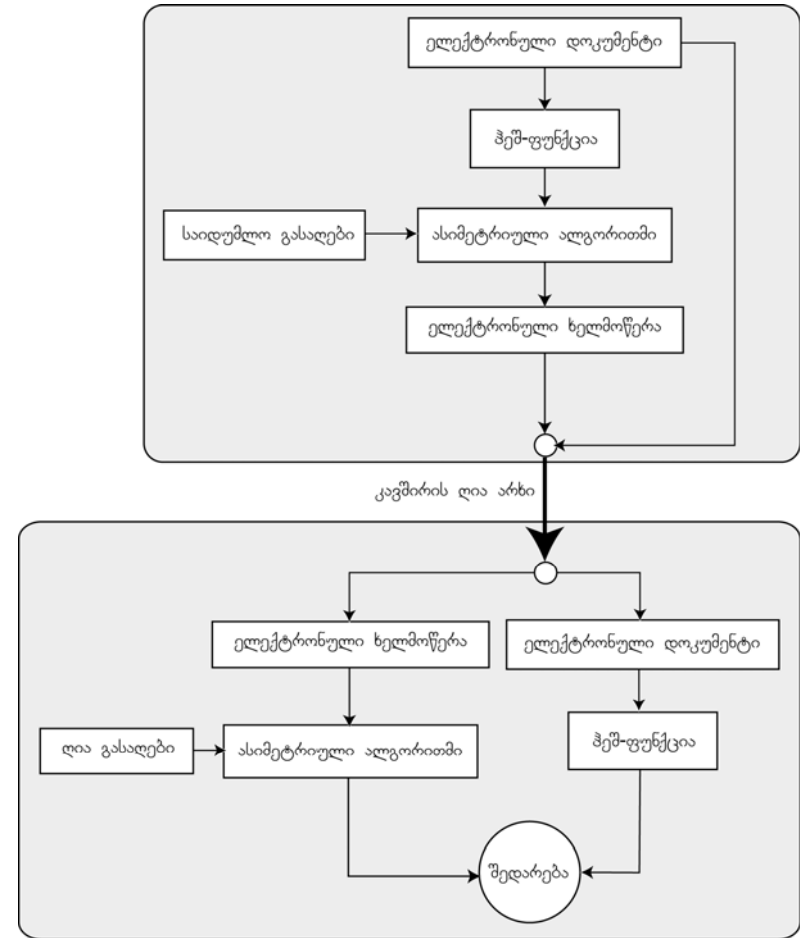 ელექტრონული დოკუმენტი
ჰეშ-ფუნქცია
საიდუმლო გასაღები
ასიმეტრიული ალგორითმი
ელექტრონული ხელმოწერა
კავშირის ღია არხი
ელექტრონული ხელმოწერა
ელექტრონული დოკუმენტი
ღია გასაღები
ასიმეტრიული ალგორითმი
ჰეშ-ფუნქცია
შედარება